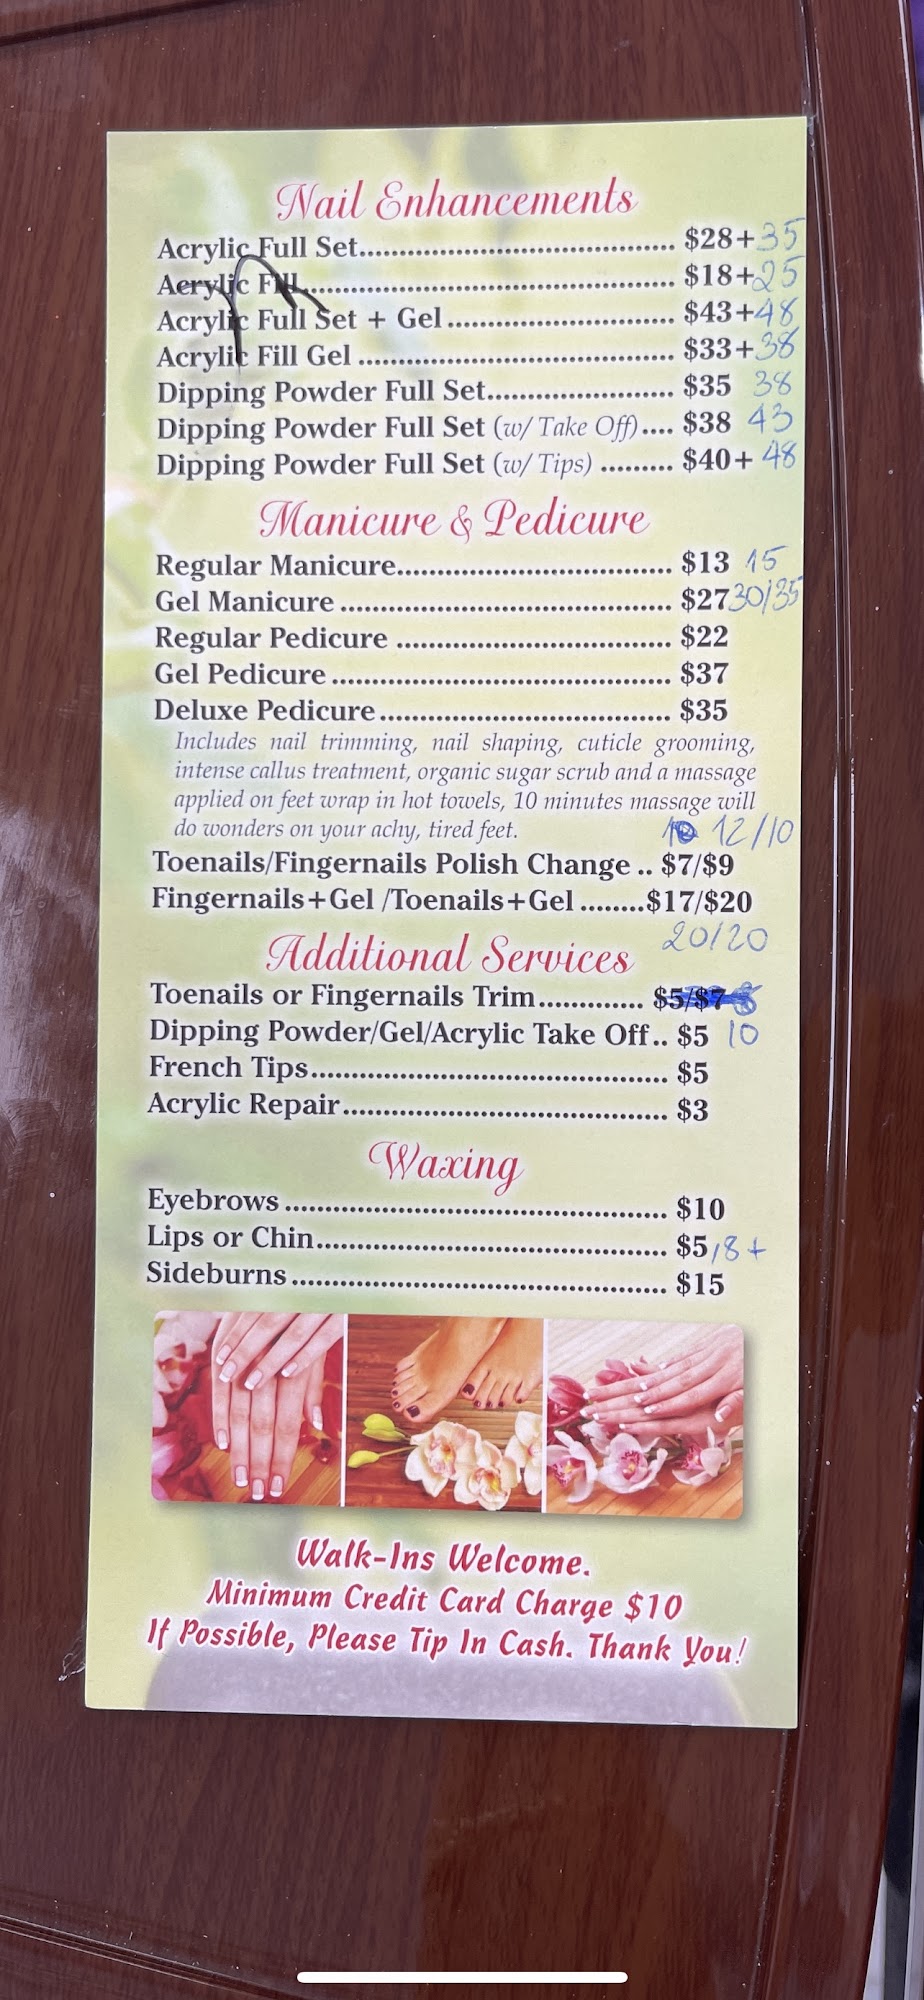 Nail Enhancements
Acrylic Full Set........................................ $28+ 35
Acrylic Fill............................................... $18+ 25
Acrylic Full Set + Gel ............................. $43+ 48
Acrylic Fill Gel ........................................ $33+ 38
Dipping Powder Full Set........................ $35 38
Dipping Powder Full Set (w/ Take Off).... $38 43
Dipping Powder Full Set (w/ Tips) ......... $40+ 48
Manicure & Pedicure
Regular Manicure................................... $13 15
Gel Manicure .......................................... $27 30/35
Regular Pedicure ................................... $22
Gel Pedicure ........................................... $37
Deluxe Pedicure..................................... $35
Includes nail trimming, nail shaping, cuticle grooming,
intense callus treatment, organic sugar scrub and a massage
applied on feet wrap in hot towels, 10 minutes massage will
do wonders on your achy, tired feet.
12/10
Toenails/Fingernails Polish Change .. $7/$9
Fingernails+Gel /Toenails+Gel ........$17/$20
20/20
Additional Services
Toenails or Fingernails Trim............. $5/$7
Dipping Powder/Gel/Acrylic Take Off.. $5 10
French Tips............................................. $5
Acrylic Repair......................................... $3
Waxing
Eyebrows ................................................ $10
Lips or Chin............................................ $5,8+
Sideburns ............................................... $15
Walk-Ins Welcome.
Minimum Credit Card Charge $10
If Possible, Please Tip In Cash. Thank You!